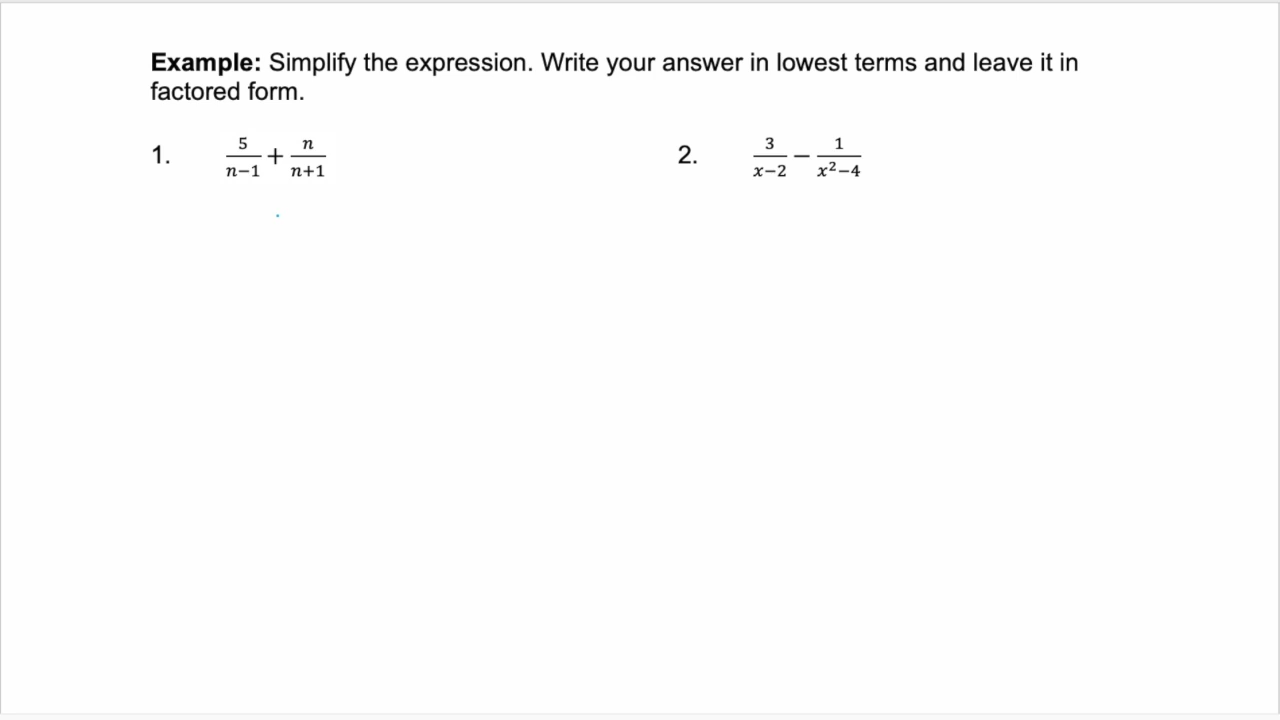 Example: Simplify the expression. Write your answer in lowest terms and leave it in
factored form.
1. 5/(n−1) + n/(n+1)
2. 3/(x−2) − 1/(x²−4)